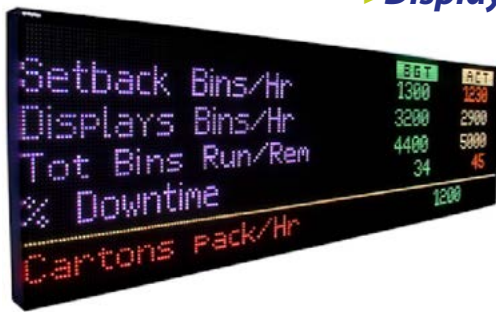 Display
BGT ACT
Setback Bins/Hr 1300 1230
Displays Bins/Hr 3200 2900
Tot Bins Run/Rem 4400 5000
% Downtime 34 45
Cartons pack/Hr 1200